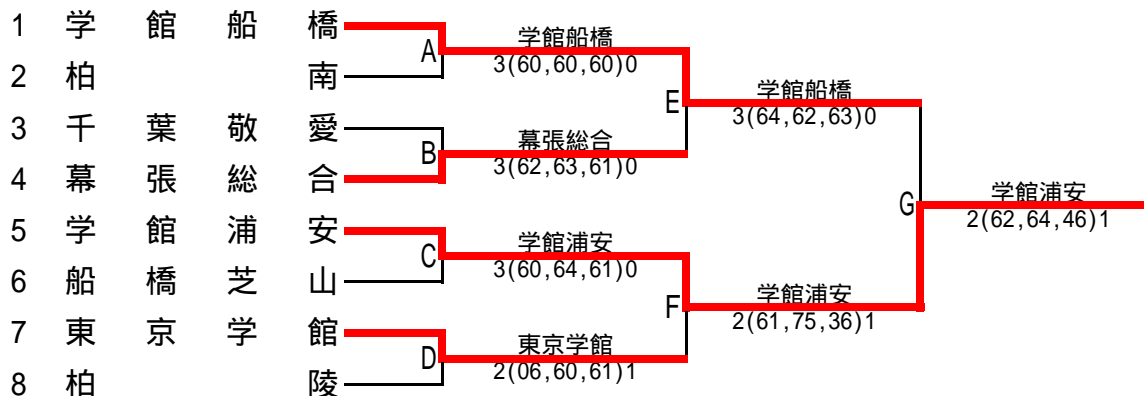 1 学館船橋
2 柏南
3 千葉敬愛
4 幕張総合
5 学館浦安
6 船橋芝山
7 東京学館
8 柏陵
A
学館船橋
3(60,60,60)0
B
幕張総合
3(62,63,61)0
C
学館浦安
3(60,64,61)0
D
東京学館
2(06,60,61)1
E
学館船橋
3(64,62,63)0
F
学館浦安
2(61,75,36)1
G
学館浦安
2(62,64,46)1